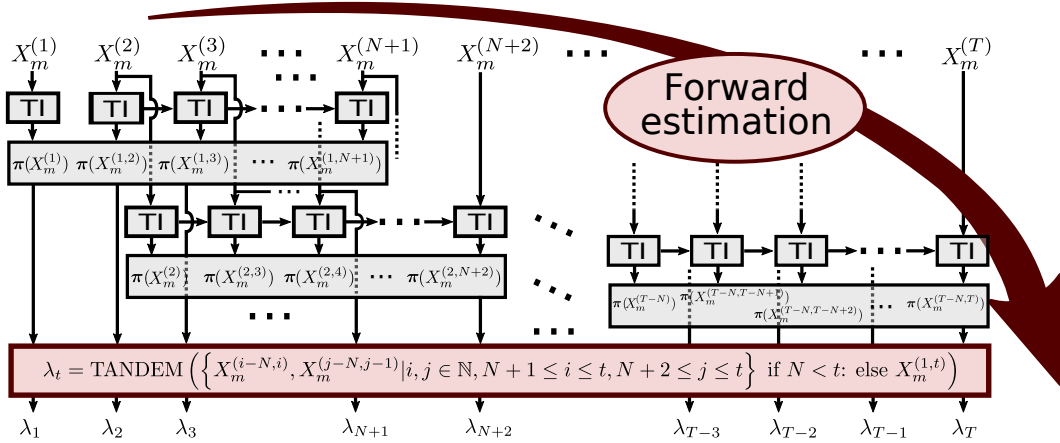 X_m^{(1)} X_m^{(2)} X_m^{(3)} ··· X_m^{(N+1)} X_m^{(N+2)} ··· ··· X_m^{(T)}
Forward
estimation
TI TI TI ··· TI
π(X_m^{(1)}) π(X_m^{(1,2)}) π(X_m^{(1,3)}) ··· π(X_m^{(1,N+1)})
TI TI TI ··· TI
π(X_m^{(2)}) π(X_m^{(2,3)}) π(X_m^{(2,4)}) ··· π(X_m^{(2,N+2)})
TI TI TI ··· TI
π(X_m^{(T-N)}) π(X_m^{(T-N,T-N+1)}) π(X_m^{(T-N,T-N+2)}) ·· π(X_m^{(T-N,T)})
λ_t = TANDEM ({X_m^{(i-N,i)}, X_m^{(j-N,j-1)} | i, j ∈ ℕ, N + 1 ≤ i ≤ t, N + 2 ≤ j ≤ t} if N < t: else X_m^{(1,t)})
λ_1 λ_2 λ_3 λ_{N+1} λ_{N+2} λ_{T-3} λ_{T-2} λ_{T-1} λ_T